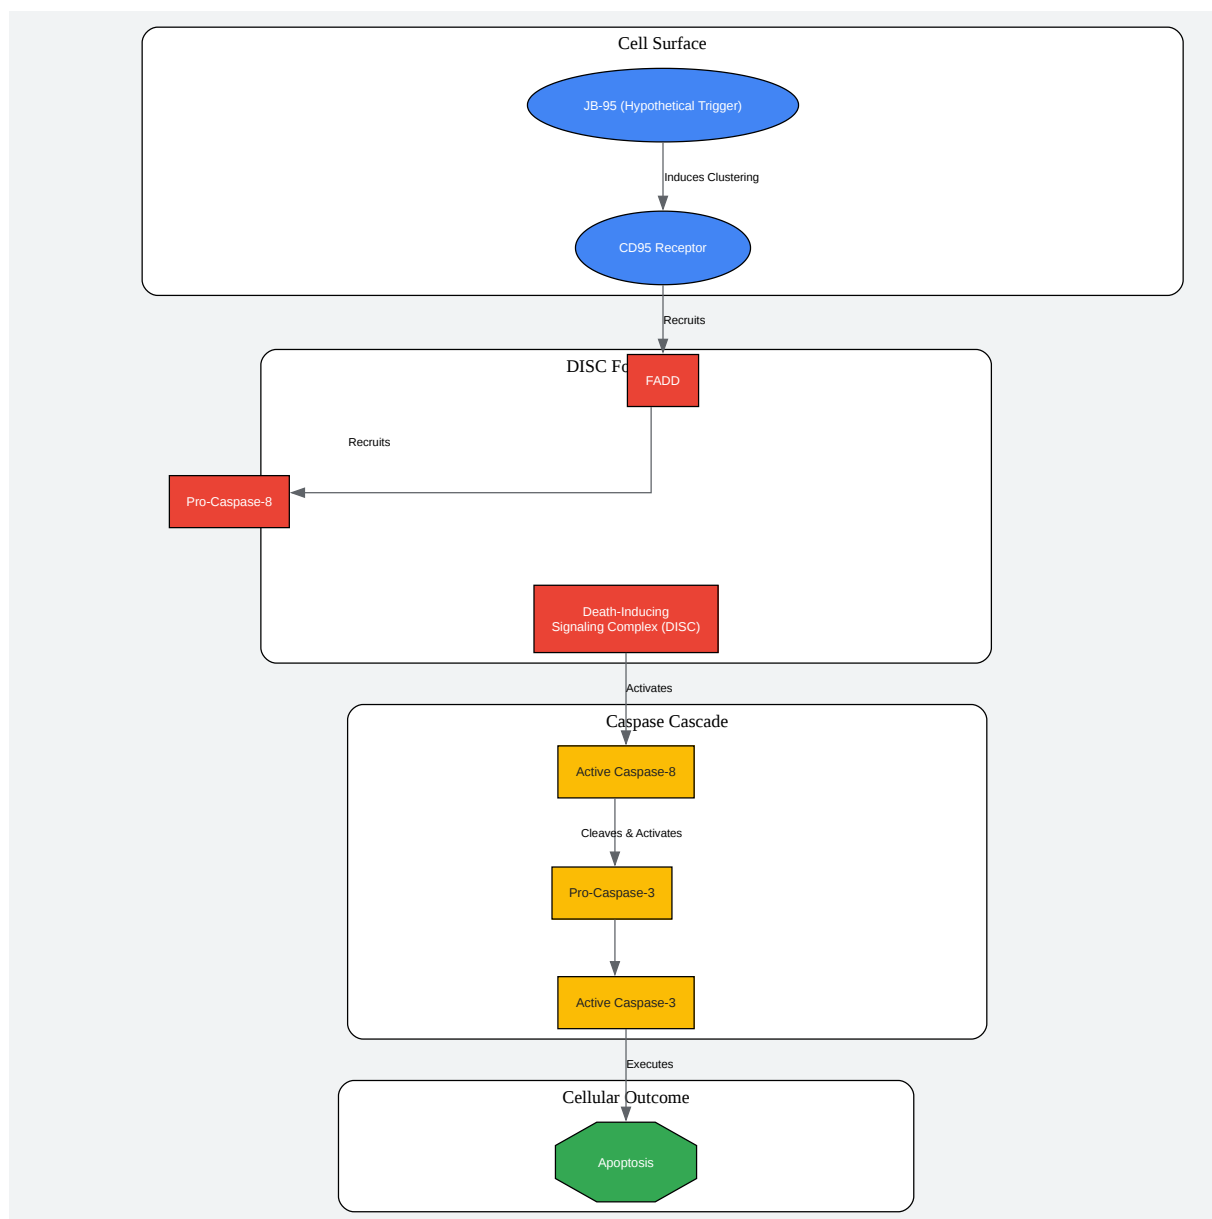 Cell Surface
JB-95 (Hypothetical Trigger)
Induces Clustering
CD95 Receptor
Recruits
DISC Fo
FADD
Recruits
Pro-Caspase-8
Death-Inducing
Signaling Complex (DISC)
Activates
Caspase Cascade
Active Caspase-8
Cleaves & Activates
Pro-Caspase-3
Active Caspase-3
Executes
Cellular Outcome
Apoptosis